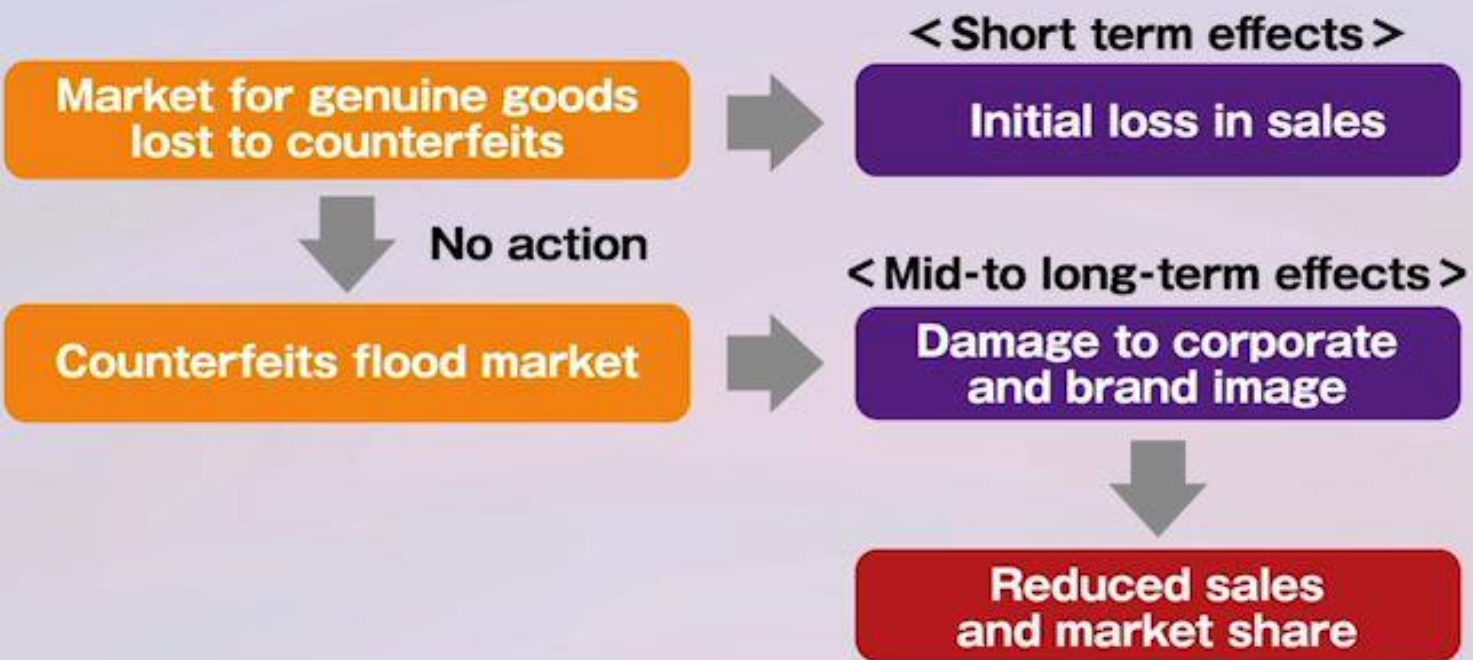 <Short term effects>
Market for genuine goods
lost to counterfeits
Initial loss in sales
No action
<Mid-to long-term effects>
Counterfeits flood market
Damage to corporate
and brand image
Reduced sales
and market share